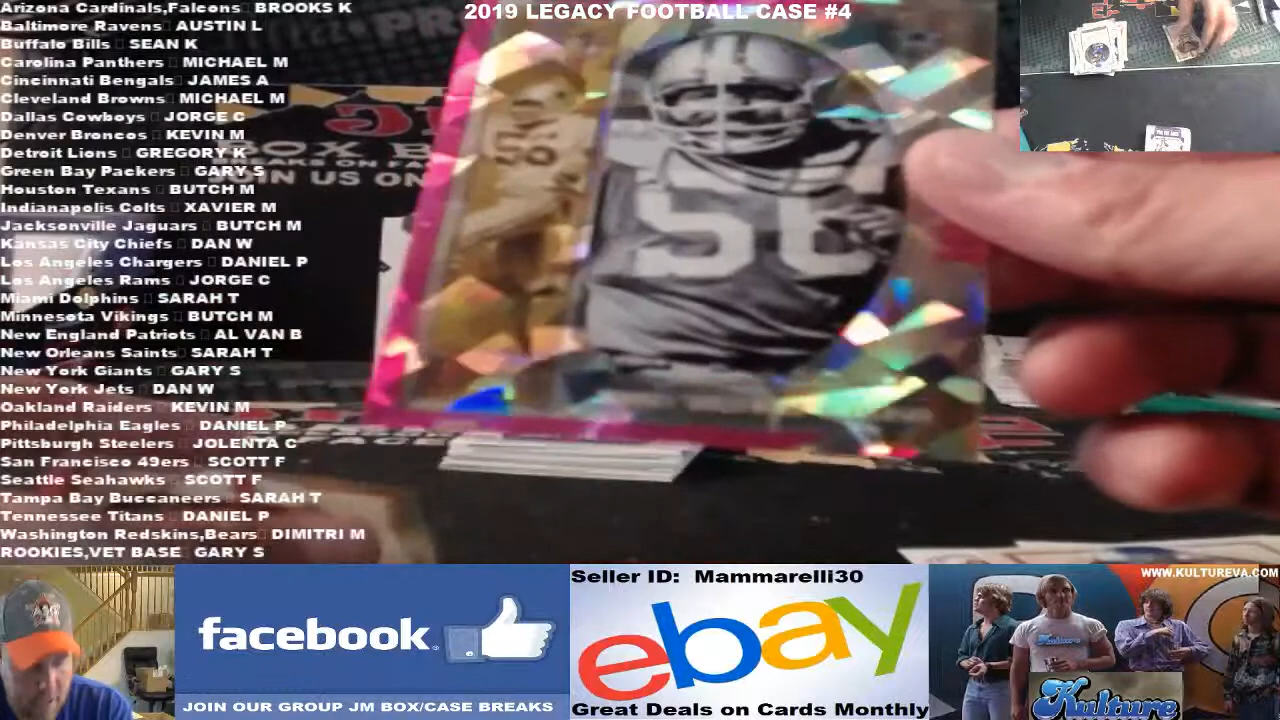 2019 LEGACY FOOTBALL CASE #4
Arizona Cardinals,Falcons BROOKS K
Baltimore Ravens AUSTIN L
Buffalo Bills SEAN K
Carolina Panthers MICHAEL M
Cincinnati Bengals JAMES A
Cleveland Browns MICHAEL M
Dallas Cowboys JORGE C
Denver Broncos KEVIN M
Detroit Lions GREGORY K
Green Bay Packers GARY S
Houston Texans BUTCH M
Indianapolis Colts XAVIER M
Jacksonville Jaguars BUTCH M
Kansas City Chiefs DAN W
Los Angeles Chargers DANIEL P
Los Angeles Rams JORGE C
Miami Dolphins SARAH T
Minnesota Vikings BUTCH M
New England Patriots AL VAN B
New Orleans Saints SARAH T
New York Giants GARY S
New York Jets DAN W
Oakland Raiders KEVIN M
Philadelphia Eagles DANIEL P
Pittsburgh Steelers JOLENTA C
San Francisco 49ers SCOTT F
Seattle Seahawks SCOTT F
Tampa Bay Buccaneers SARAH T
Tennessee Titans DANIEL P
Washington Redskins,Bears DIMITRI M
ROOKIES,VET BASE GARY S
facebook
JOIN OUR GROUP JM BOX/CASE BREAKS
Seller ID: Mammarelli30
ebay
Great Deals on Cards Monthly
WWW.KULTUREVA.COM
Kulture
Kulture